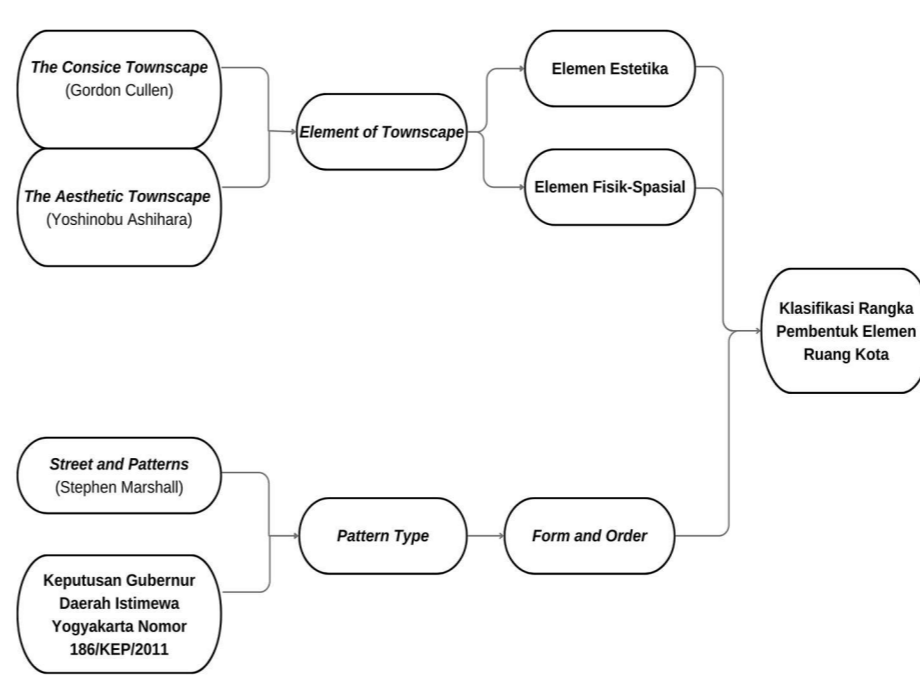 The Consice Townscape
(Gordon Cullen)
The Aesthetic Townscape
(Yoshinobu Ashihara)
Element of Townscape
Elemen Estetika
Elemen Fisik-Spasial
Klasifikasi Rangka
Pembentuk Elemen
Ruang Kota
Street and Patterns
(Stephen Marshall)
Keputusan Gubernur
Daerah Istimewa
Yogyakarta Nomor
186/KEP/2011
Pattern Type
Form and Order